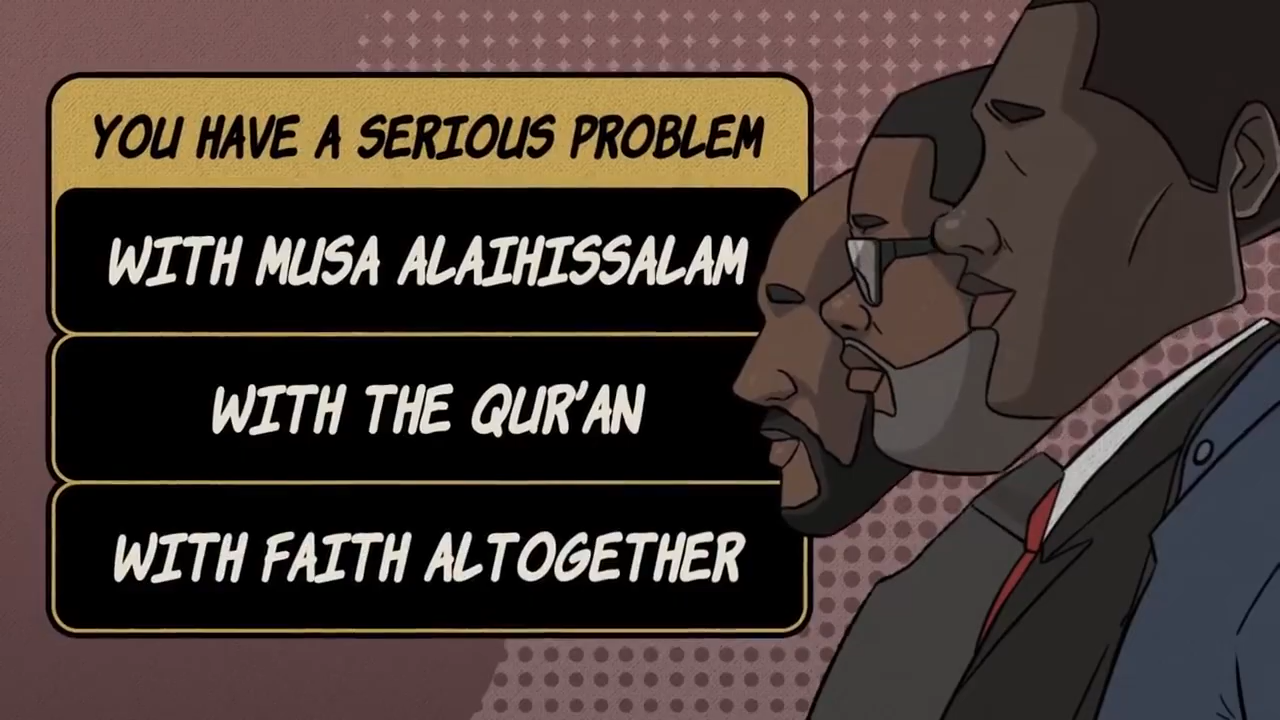 YOU HAVE A SERIOUS PROBLEM
WITH MUSA ALAIHISSALAM
WITH THE QUR'AN
WITH FAITH ALTOGETHER